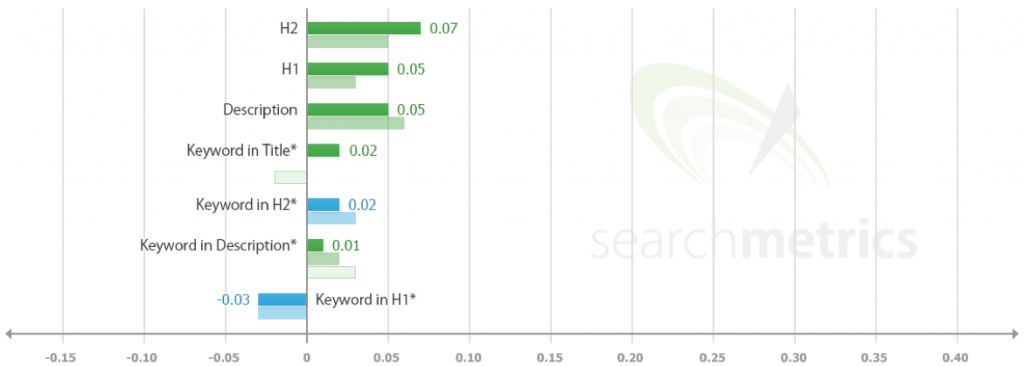 H2 0.07
H1 0.05
Description 0.05
Keyword in Title* 0.02
Keyword in H2* 0.02
Keyword in Description* 0.01
-0.03 Keyword in H1*
searchmetrics
-0.15 -0.10 -0.05 0 0.05 0.10 0.15 0.20 0.25 0.30 0.35 0.40